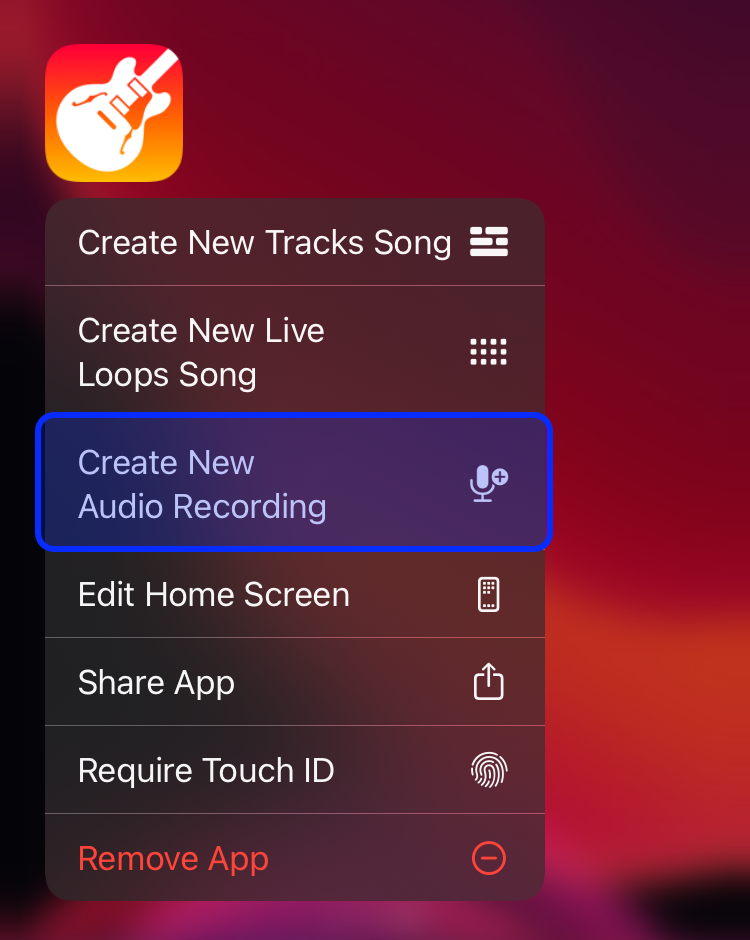 Create New Tracks Song
Create New Live
Loops Song
Create New
Audio Recording
Edit Home Screen
Share App
Require Touch ID
Remove App